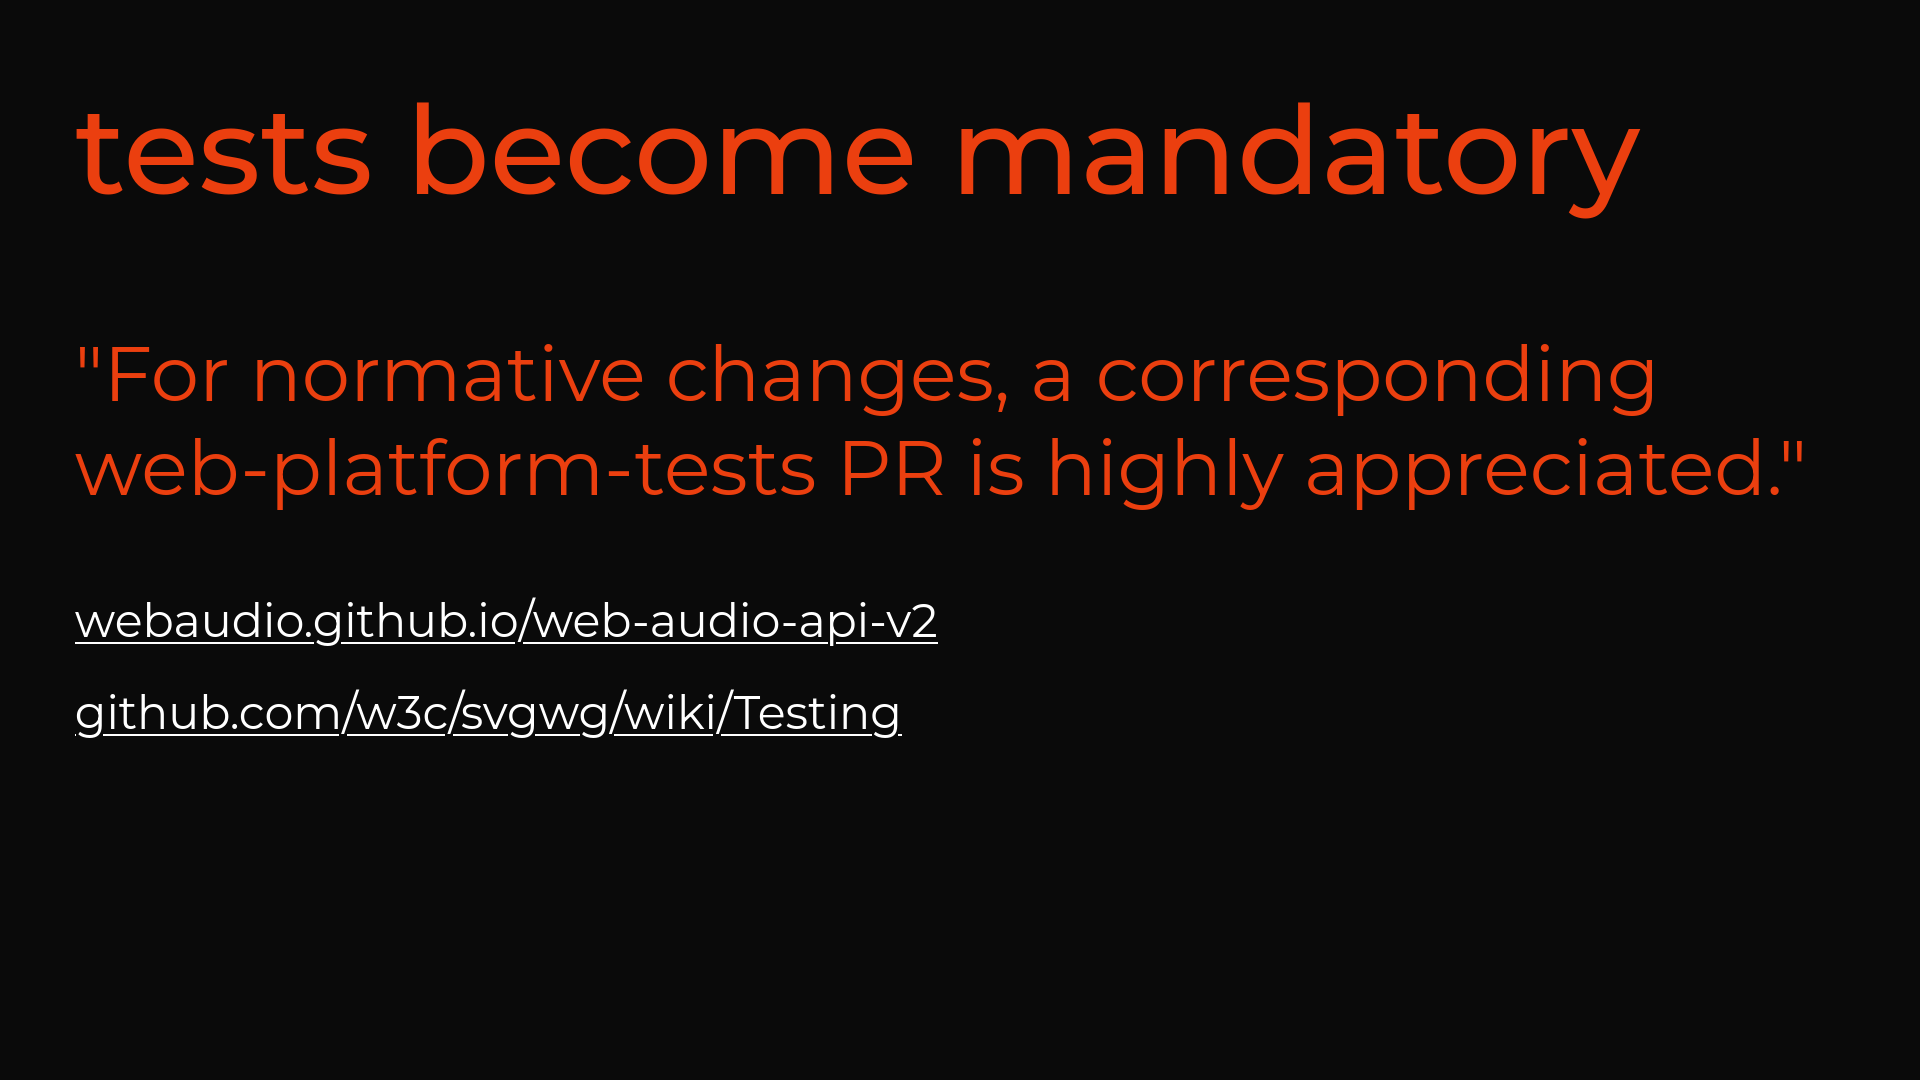 tests become mandatory
"For normative changes, a corresponding
web-platform-tests PR is highly appreciated."
webaudio.github.io/web-audio-api-v2
github.com/w3c/svgwg/wiki/Testing